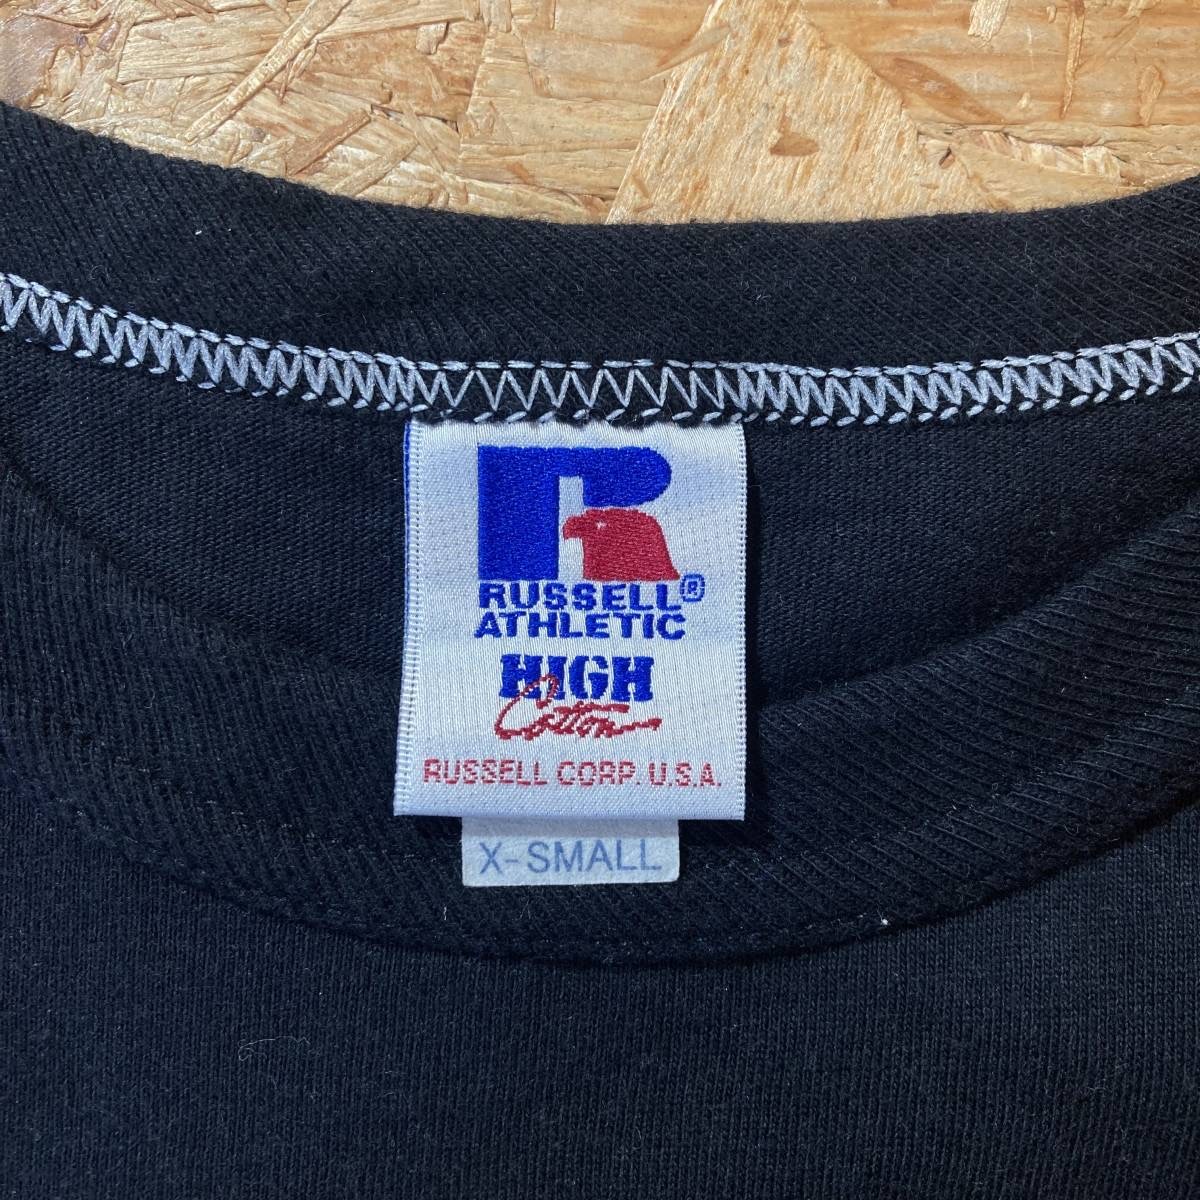 RUSSELL®
ATHLETIC
HIGH
Cotton
RUSSELL CORP. U.S.A.
X-SMALL